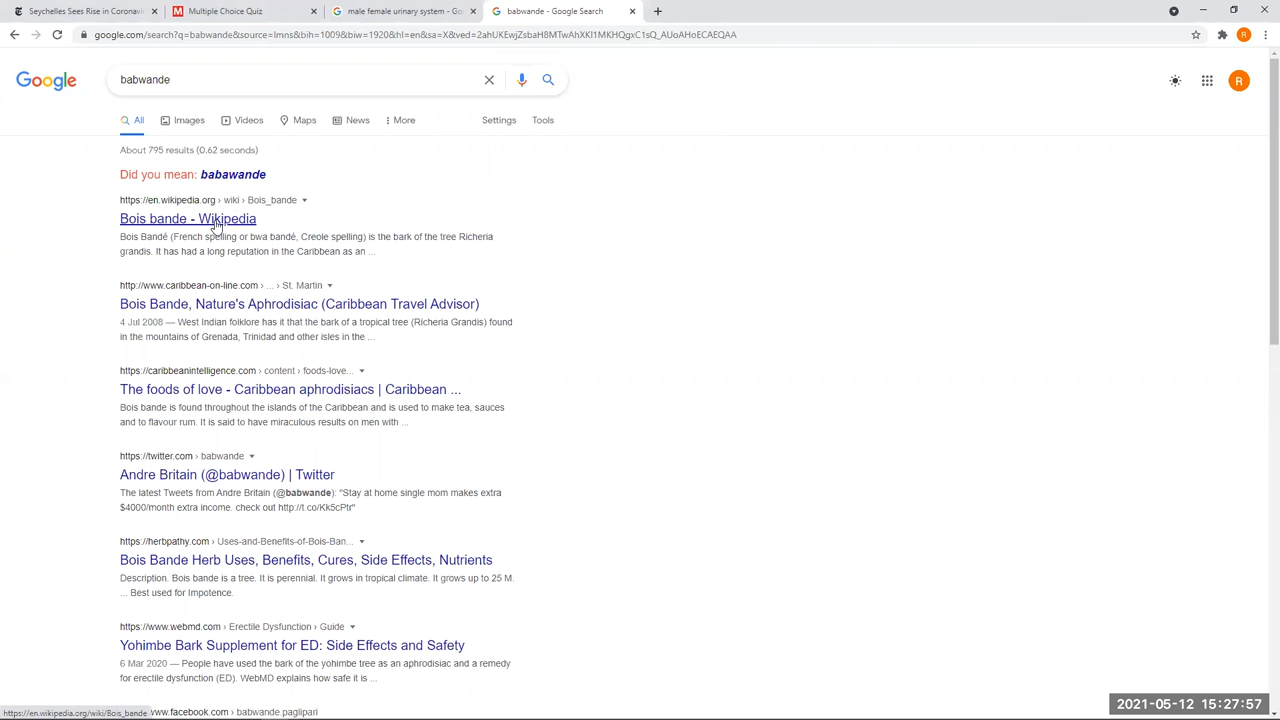 Seychelles Sees Rise in Coronavi
Multiple Choice Quiz
male female urinary system - Go
babwande - Google Search
google.com/search?q=babwande&source=lmns&bih=1009&biw=1920&hl=en&sa=X&ved=2ahUKEwjZsbaH8MTwAhXKI1MKHQgxC1sQ_AUoAHoECAEQAA
R
Google
babwande
R
All
Images
Videos
Maps
News
More
Settings
Tools
About 795 results (0.62 seconds)
Did you mean: babawande
https://en.wikipedia.org › wiki › Bois_bande
Bois bande - Wikipedia
Bois Bandé (French spelling or bwa bandé, Creole spelling) is the bark of the tree Richeria
grandis. It has had a long reputation in the Caribbean as an ...
http://www.caribbean-on-line.com › ... › St. Martin
Bois Bande, Nature's Aphrodisiac (Caribbean Travel Advisor)
4 Jul 2008 — West Indian folklore has it that the bark of a tropical tree (Richeria Grandis) found
in the mountains of Grenada, Trinidad and other isles in the ...
https://caribbeanintelligence.com › content › foods-love...
The foods of love - Caribbean aphrodisiacs | Caribbean ...
Bois bande is found throughout the islands of the Caribbean and is used to make tea, sauces
and to flavour rum. It is said to have miraculous results on men with ...
https://twitter.com › babwande
Andre Britain (@babwande) | Twitter
The latest Tweets from Andre Britain (@babwande): "Stay at home single mom makes extra
$4000/month extra income. check out http://t.co/Kk5cPtr"
https://herbpathy.com › Uses-and-Benefits-of-Bois-Ban...
Bois Bande Herb Uses, Benefits, Cures, Side Effects, Nutrients
Description. Bois bande is a tree. It is perennial. It grows in tropical climate. It grows up to 25 M.
... Best used for Impotence.
https://www.webmd.com › Erectile Dysfunction › Guide
Yohimbe Bark Supplement for ED: Side Effects and Safety
6 Mar 2020 — People have used the bark of the yohimbe tree as an aphrodisiac and a remedy
for erectile dysfunction (ED). WebMD explains how safe it is ...
https://en.wikipedia.org/wiki/Bois_bande
ww.facebook.com › babwande.paglipari
2021-05-12 15:27:57